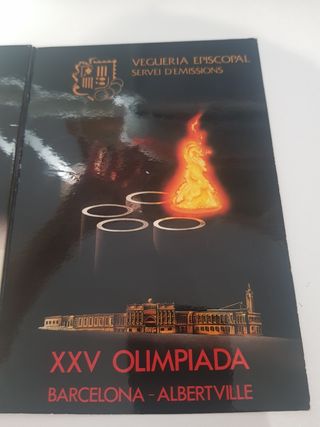 VEGUERIA EPISCOPAL
SERVEI D'EMISSIONS
XXV OLIMPIADA
BARCELONA - ALBERTVILLE